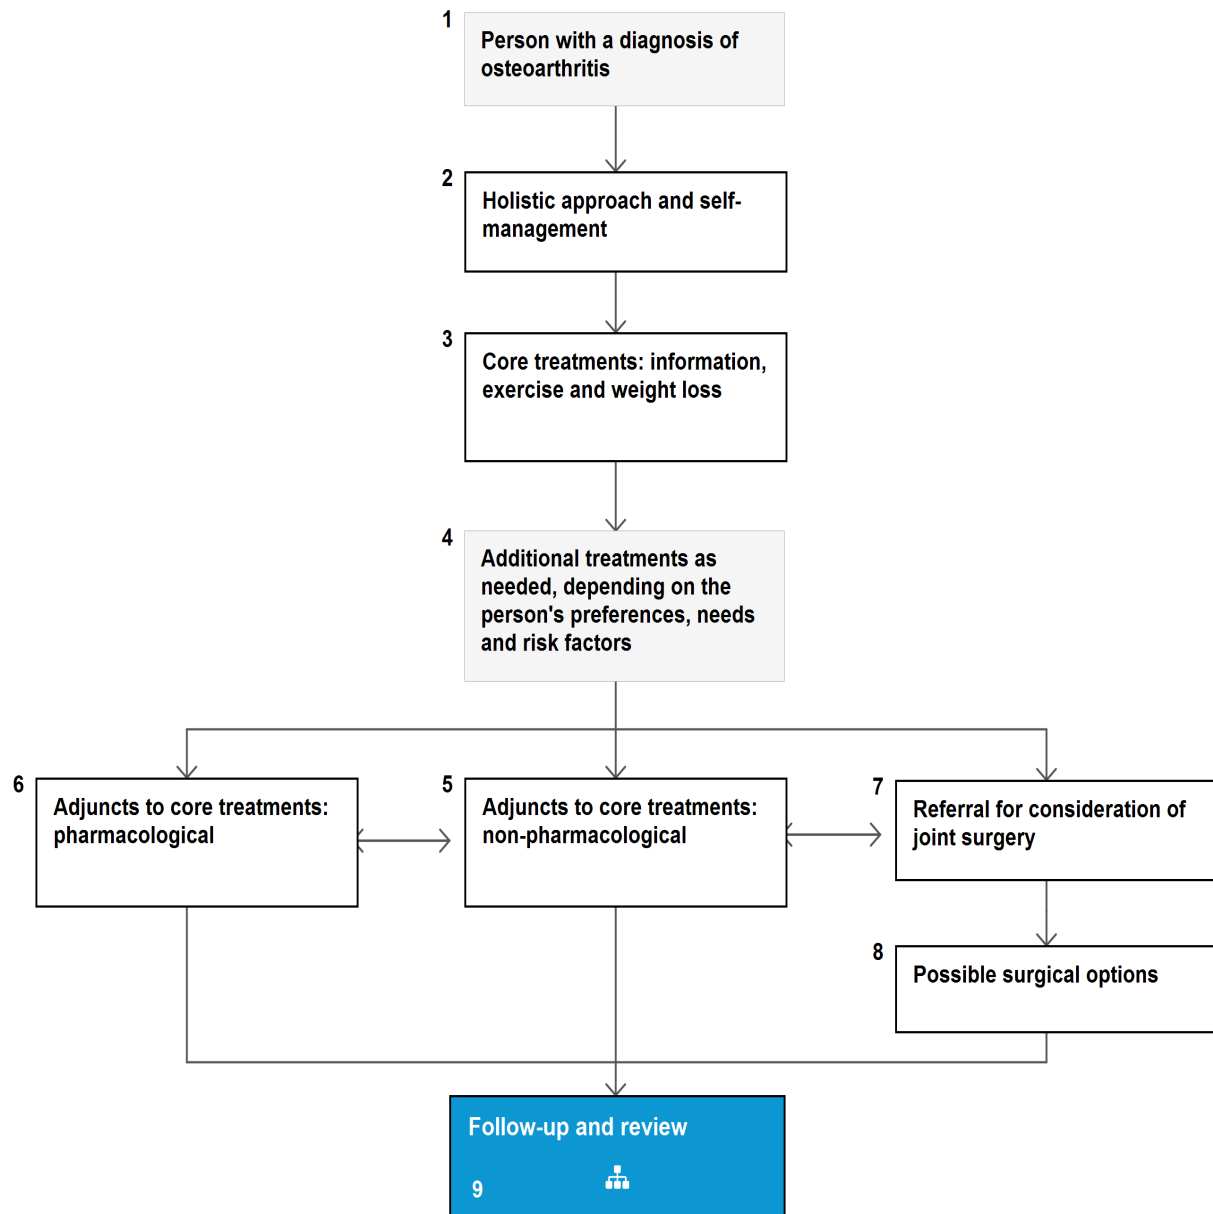 1
Person with a diagnosis of
osteoarthritis
2
Holistic approach and self-
management
3
Core treatments: information,
exercise and weight loss
4
Additional treatments as
needed, depending on the
person's preferences, needs
and risk factors
6
Adjuncts to core treatments:
pharmacological
5
Adjuncts to core treatments:
non-pharmacological
7
Referral for consideration of
joint surgery
8
Possible surgical options
Follow-up and review
9